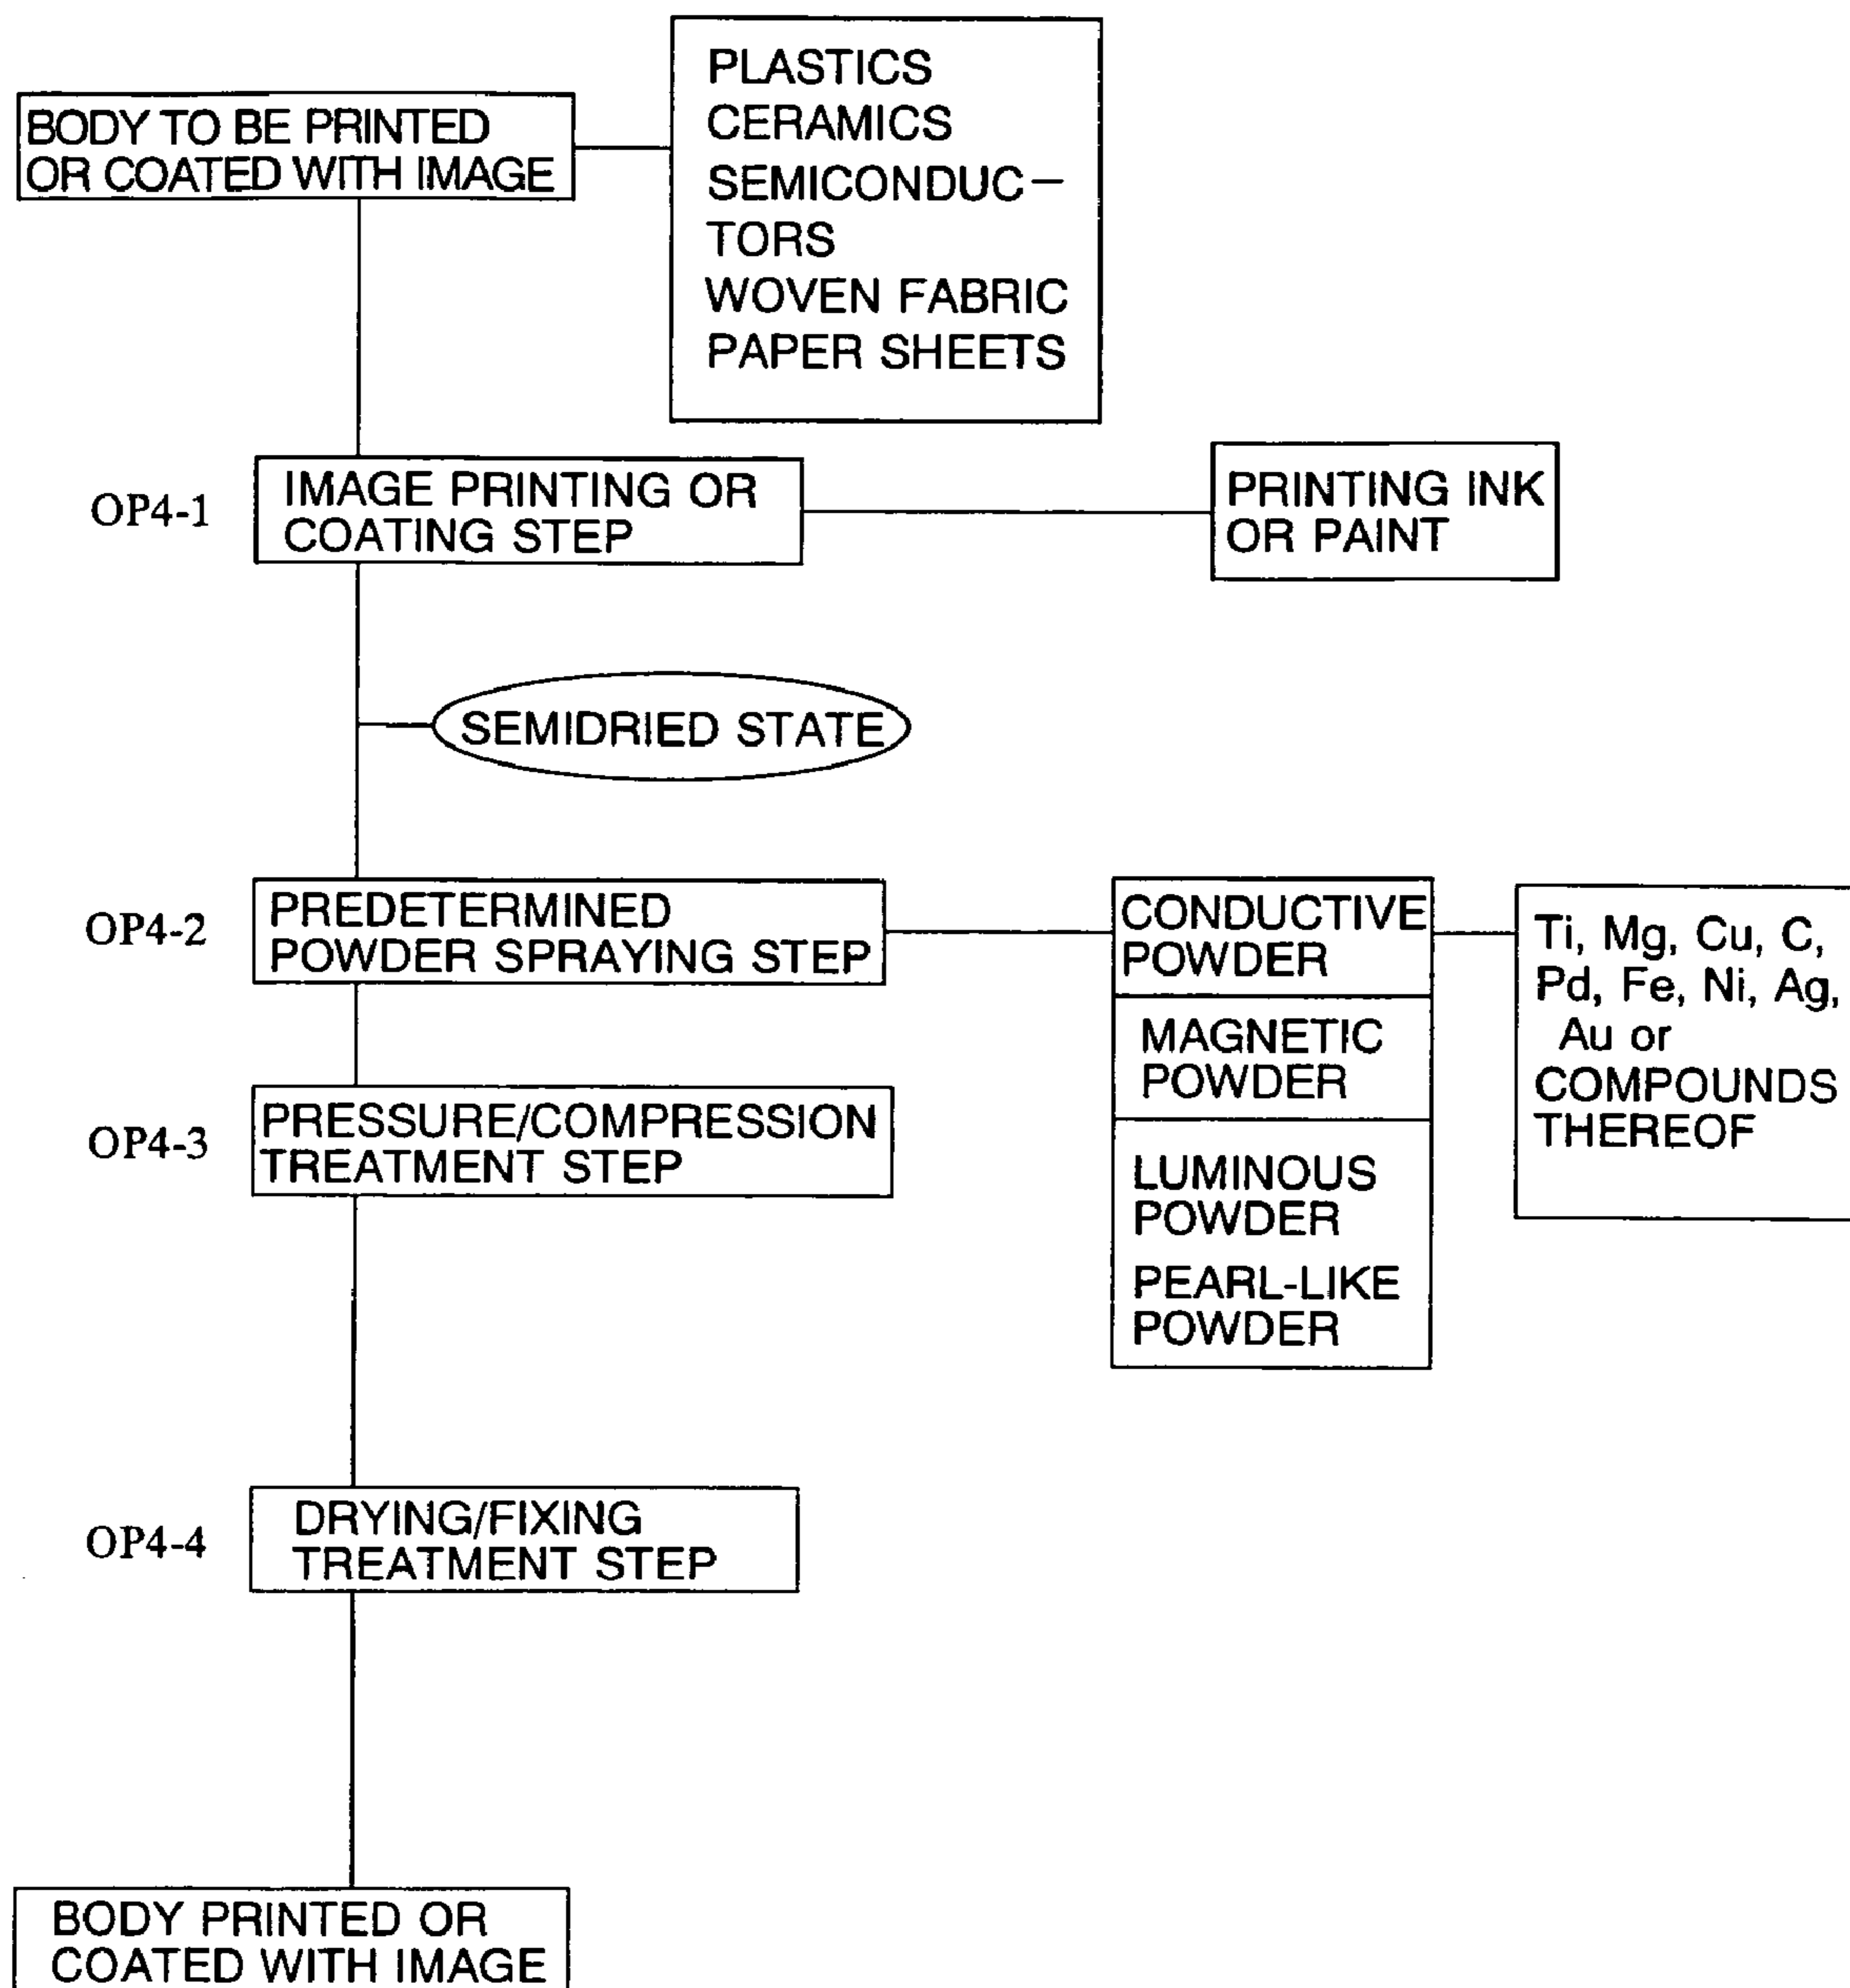 BODY TO BE PRINTED
OR COATED WITH IMAGE
PLASTICS
CERAMICS
SEMICONDUC-
TORS
WOVEN FABRIC
PAPER SHEETS
OP4-1
IMAGE PRINTING OR
COATING STEP
PRINTING INK
OR PAINT
SEMIDRIED STATE
OP4-2
PREDETERMINED
POWDER SPRAYING STEP
CONDUCTIVE
POWDER
Ti, Mg, Cu, C,
Pd, Fe, Ni, Ag,
Au or
COMPOUNDS
THEREOF
MAGNETIC
POWDER
OP4-3
PRESSURE/COMPRESSION
TREATMENT STEP
LUMINOUS
POWDER
PEARL-LIKE
POWDER
OP4-4
DRYING/FIXING
TREATMENT STEP
BODY PRINTED OR
COATED WITH IMAGE